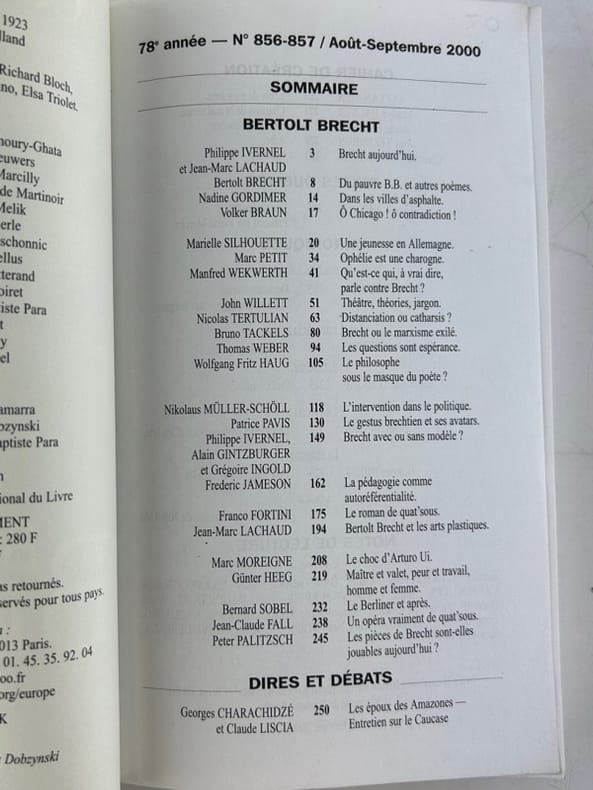 1923
lland
Richard Bloch,
no, Elsa Triolet.
houry-Ghata
euwers
Marcilly
de Martinoir
Melik
erle
schonnic
ellus
terand
oiret
tiste Para
t
y
el
amarra
bzynski
aptiste Para
n
ional du Livre
MENT
: 280 F
as retournés.
servés pour tous pays.
n :
013 Paris.
01. 45. 35. 92. 04
oo.fr
org/europe
K
Dobzynski
78e année — N° 856-857 / Août-Septembre 2000
SOMMAIRE
BERTOLT BRECHT
Philippe IVERNEL 3 Brecht aujourd'hui.
et Jean-Marc LACHAUD
Bertolt BRECHT 8 Du pauvre B.B. et autres poèmes.
Nadine GORDIMER 14 Dans les villes d'asphalte.
Volker BRAUN 17 Ô Chicago ! ô contradiction !
Marielle SILHOUETTE 20 Une jeunesse en Allemagne.
Marc PETIT 34 Ophélie est une charogne.
Manfred WEKWERTH 41 Qu'est-ce qui, à vrai dire,
parle contre Brecht ?
John WILLETT 51 Théâtre, théories, jargon.
Nicolas TERTULIAN 63 Distanciation ou catharsis ?
Bruno TACKELS 80 Brecht ou le marxisme exilé.
Thomas WEBER 94 Les questions sont espérance.
Wolfgang Fritz HAUG 105 Le philosophe
sous le masque du poète ?
Nikolaus MÜLLER-SCHÖLL 118 L'intervention dans le politique.
Patrice PAVIS 130 Le gestus brechtien et ses avatars.
Philippe IVERNEL, 149 Brecht avec ou sans modèle ?
Alain GINTZBURGER
et Grégoire INGOLD
Frederic JAMESON 162 La pédagogie comme
autoréférentialité.
Franco FORTINI 175 Le roman de quat'sous.
Jean-Marc LACHAUD 194 Bertolt Brecht et les arts plastiques.
Marc MOREIGNE 208 Le choc d'Arturo Ui.
Günter HEEG 219 Maître et valet, peur et travail,
homme et femme.
Bernard SOBEL 232 Le Berliner et après.
Jean-Claude FALL 238 Un opéra vraiment de quat'sous.
Peter PALITZSCH 245 Les pièces de Brecht sont-elles
jouables aujourd'hui ?
DIRES ET DÉBATS
Georges CHARACHIDZÉ 250 Les époux des Amazones —
et Claude LISCIA Entretien sur le Caucase